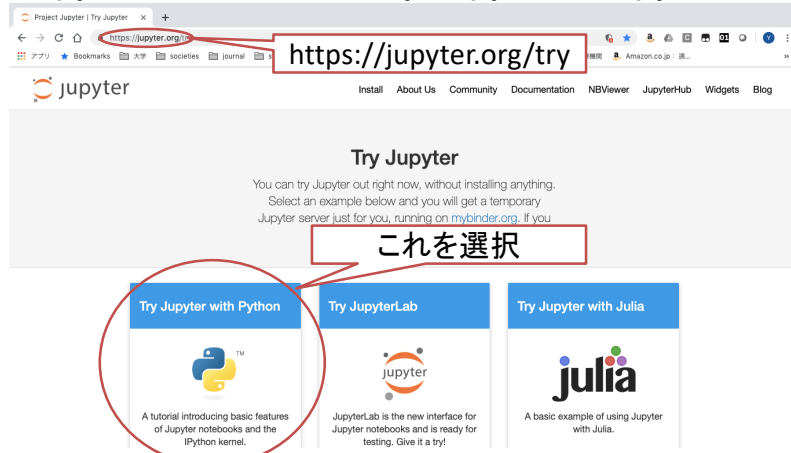 Project Jupyter | Try Jupyter
https://jupyter.org/try
https://jupyter.org/try
アプリ Bookmarks 大学 societies journal
Amazon.co.jp：通...
jupyter
Install About Us Community Documentation NBViewer JupyterHub Widgets Blog
Try Jupyter
You can try Jupyter out right now, without installing anything.
Select an example below and you will get a temporary
Jupyter server just for you, running on mybinder.org. If you
これを選択
Try Jupyter with Python
TM
A tutorial introducing basic features
of Jupyter notebooks and the
IPython kernel.
Try JupyterLab
jupyter
JupyterLab is the new interface for
Jupyter notebooks and is ready for
testing. Give it a try!
Try Jupyter with Julia
julia
A basic example of using Jupyter
with Julia.